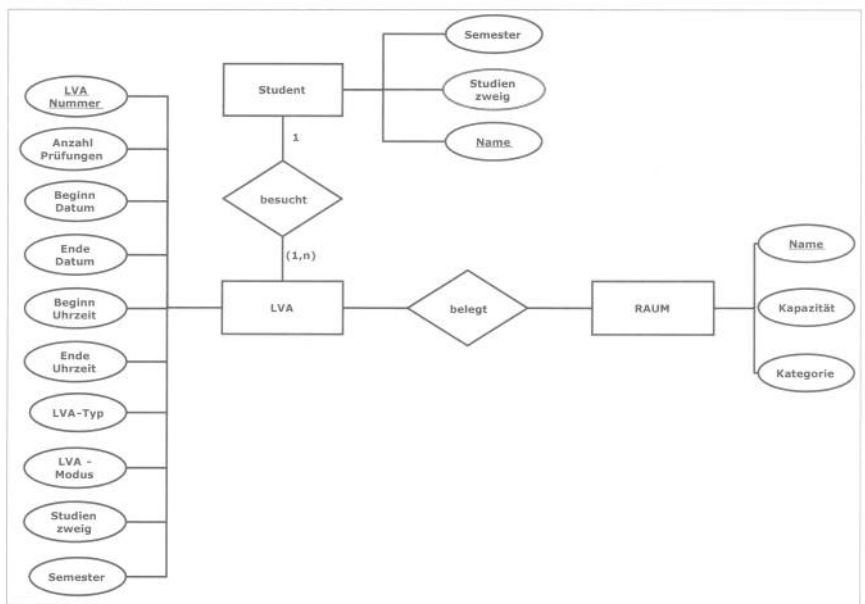 Semester
Student
Studien
zweig
Name
1
besucht
(1,n)
LVA
Nummer
Anzahl
Prüfungen
Beginn
Datum
Ende
Datum
Beginn
Uhrzeit
Ende
Uhrzeit
LVA-Typ
LVA -
Modus
Studien
zweig
Semester
LVA
belegt
RAUM
Name
Kapazität
Kategorie